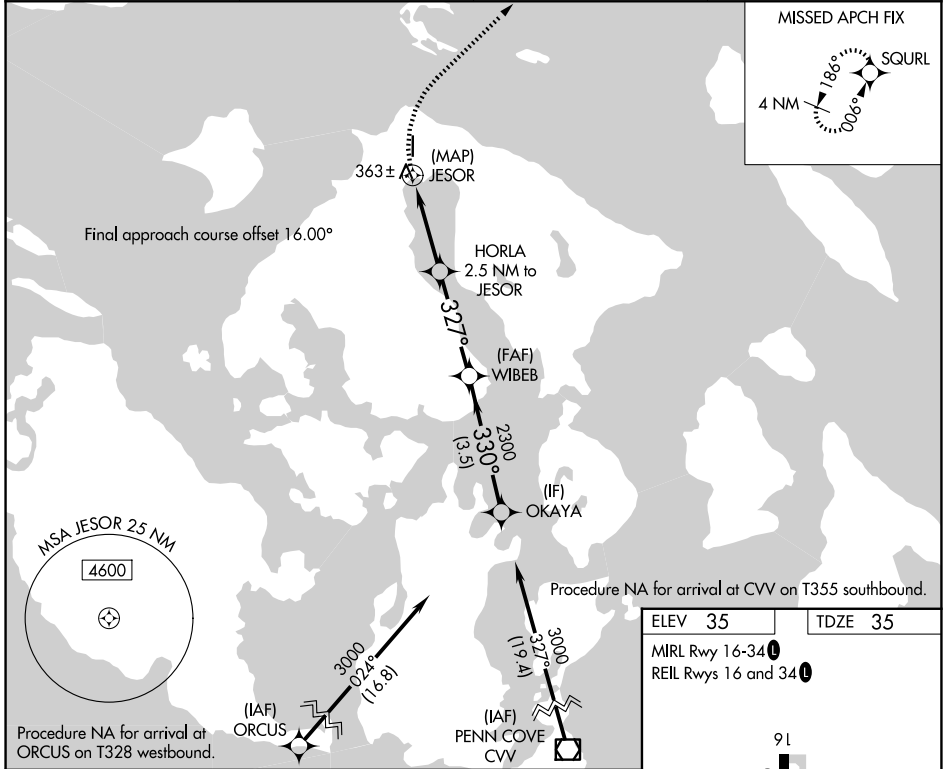 MISSED APCH FIX
SQURL
186°
4 NM
006°
(MAP)
363± JESOR
Final approach course offset 16.00°
HORLA
2.5 NM to
JESOR
327°
(FAF)
WIBEB
2300
330°
(3.5)
(IF)
OKAYA
MSA JESOR 25 NM
4600
Procedure NA for arrival at CVV on T355 southbound.
3000
024°
(16.8)
3000
327°
(19.4)
ELEV 35 TDZE 35
MIRL Rwy 16-34 L
REIL Rwys 16 and 34 L
(IAF)
ORCUS
(IAF)
PENN COVE
CVV
Procedure NA for arrival at
ORCUS on T328 westbound.
16